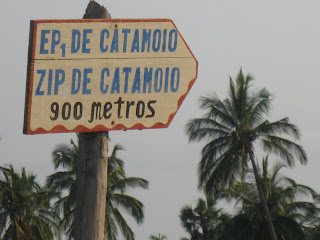 EP1 DE CATAMOIO
ZIP DE CATAMOIO
900 metros